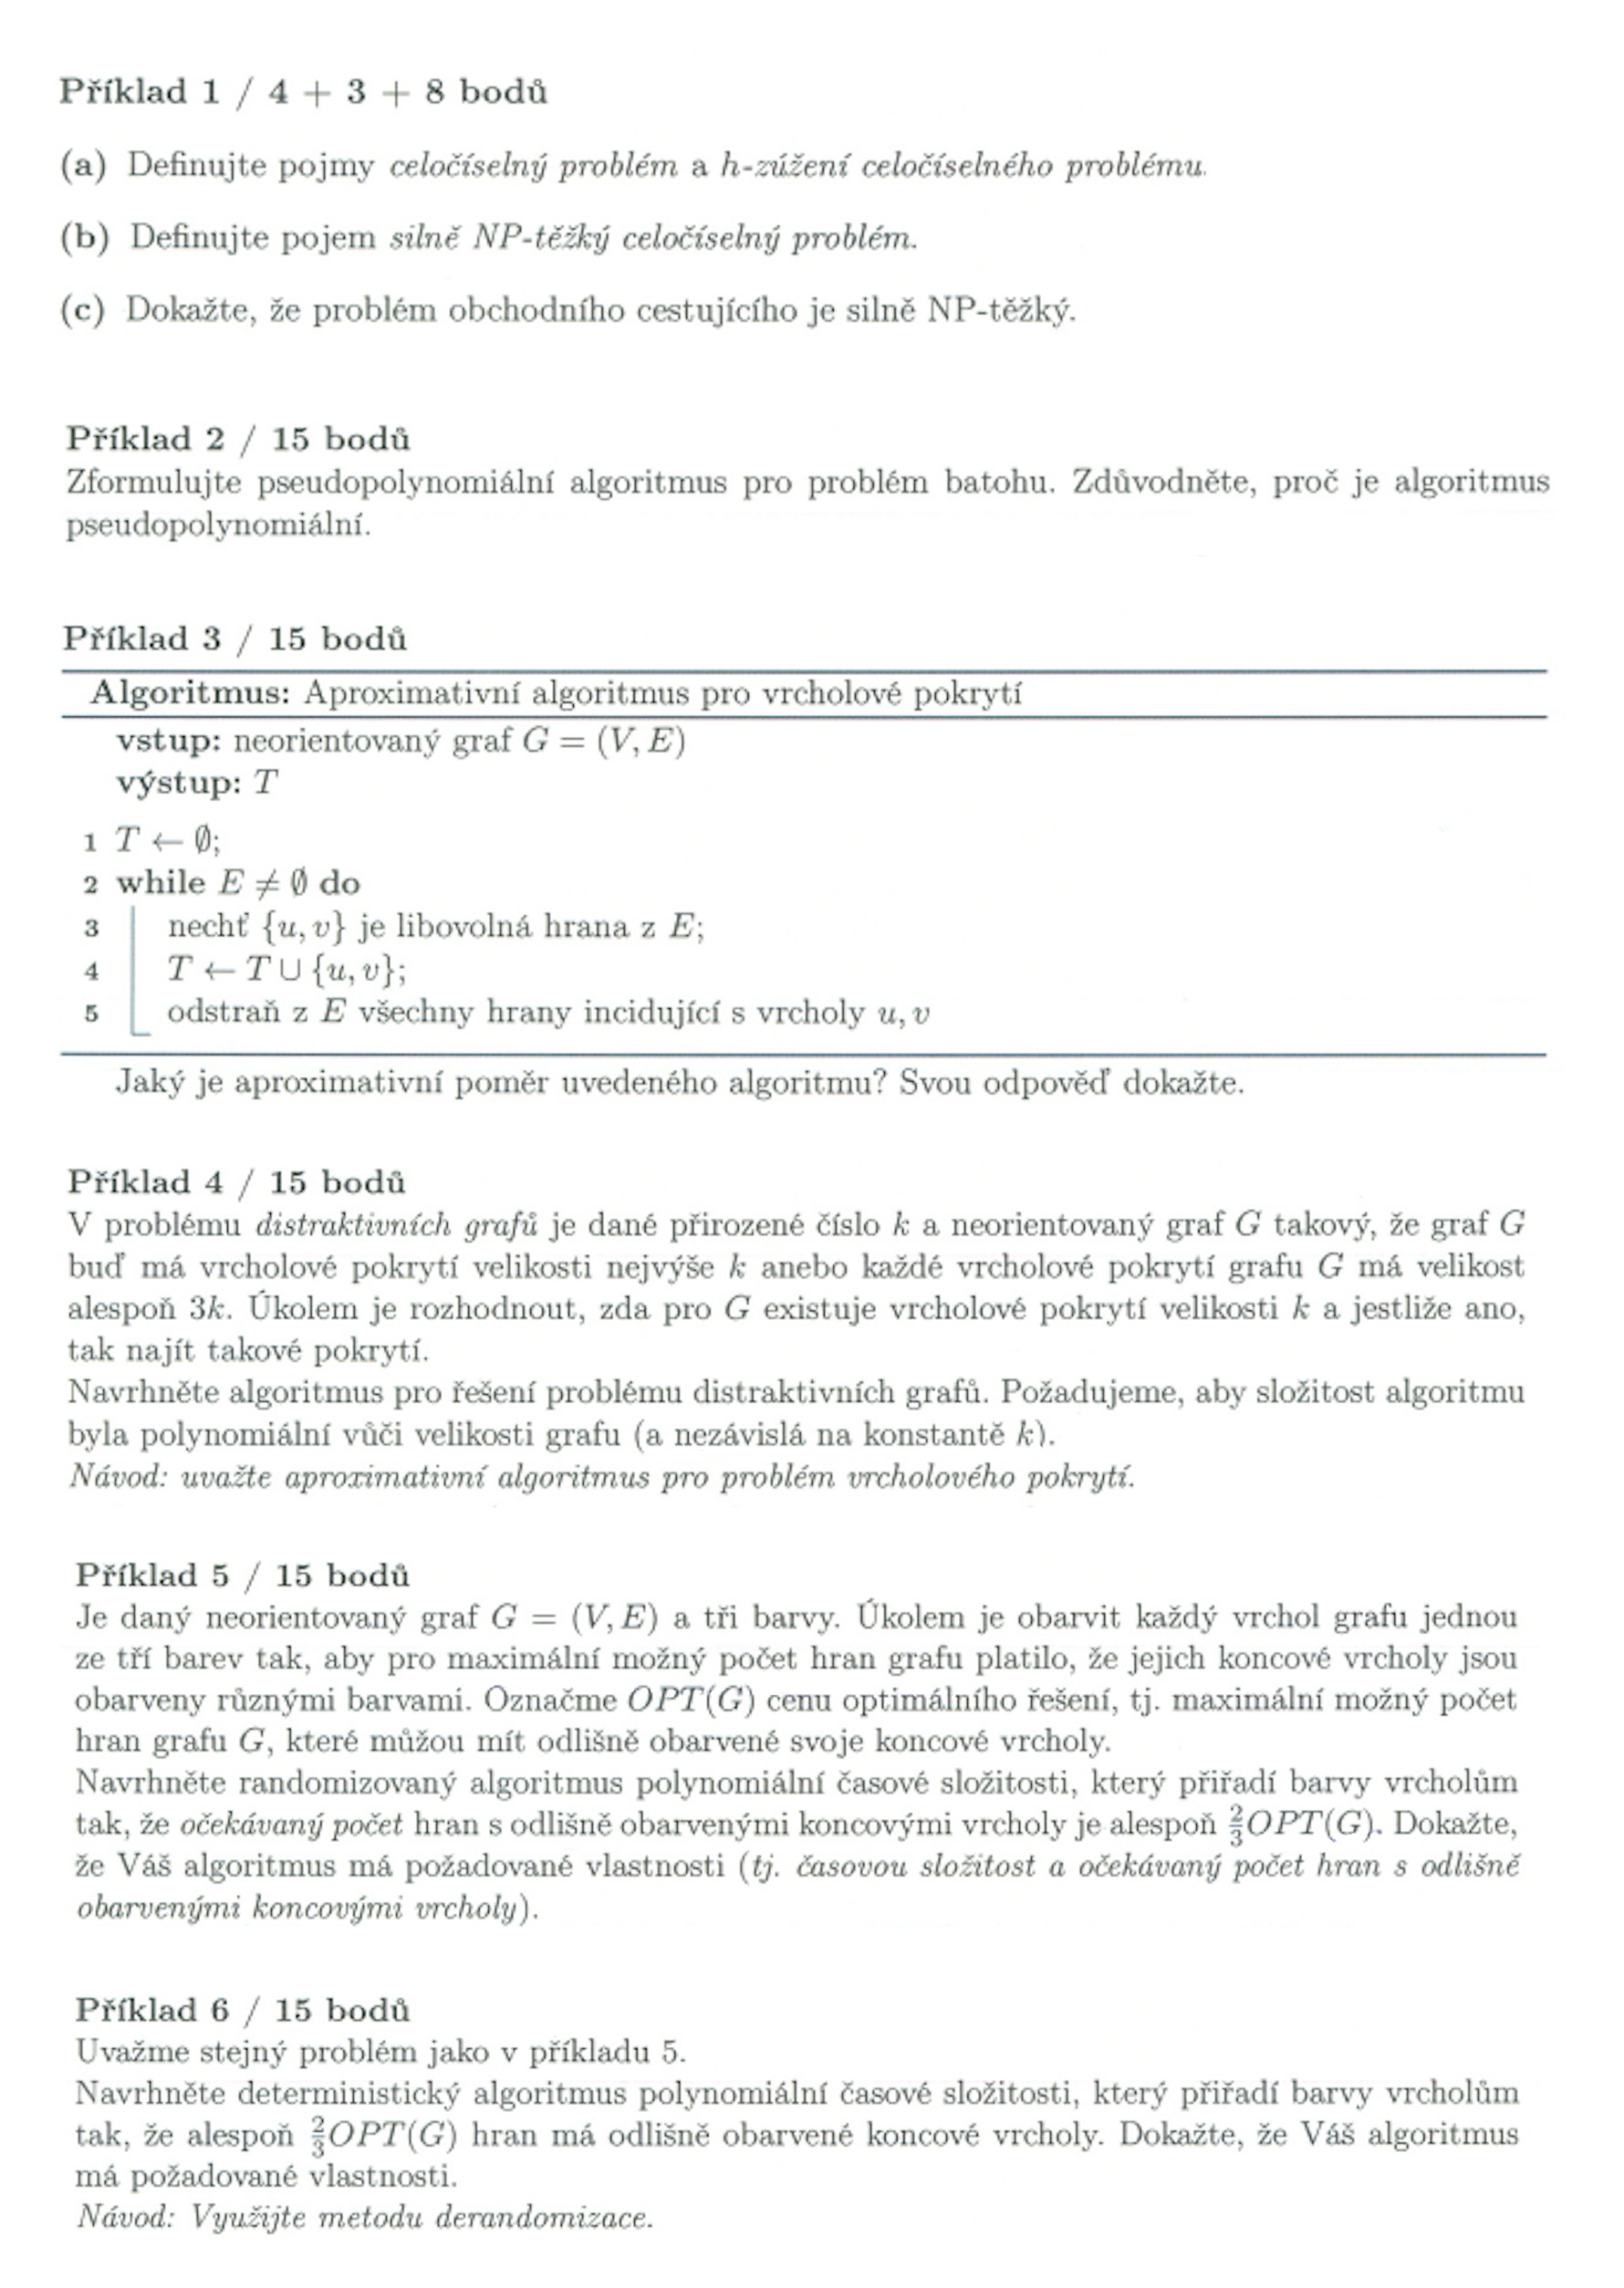 Příklad 1 / 4 + 3 + 8 bodů
(a) Definujte pojmy celočíselný problém a h-zúžení celočíselného problému.
(b) Definujte pojem silně NP-těžký celočíselný problém.
(c) Dokažte, že problém obchodního cestujícího je silně NP-těžký.
Příklad 2 / 15 bodů
Zformulujte pseudopolynomiální algoritmus pro problém batohu. Zdůvodněte, proč je algoritmus
pseudopolynomiální.
Příklad 3 / 15 bodů
Algoritmus: Aproximativní algoritmus pro vrcholové pokrytí
vstup: neorientovaný graf G = (V, E)
výstup: T
1 T ← ∅;
2 while E ≠ ∅ do
3 nechť {u, v} je libovolná hrana z E;
4 T ← T ∪ {u, v};
5 odstraň z E všechny hrany incidující s vrcholy u, v
Jaký je aproximativní poměr uvedeného algoritmu? Svou odpověď dokažte.
Příklad 4 / 15 bodů
V problému distraktivních grafů je dané přirozené číslo k a neorientovaný graf G takový, že graf G
buď má vrcholové pokrytí velikosti nejvýše k anebo každé vrcholové pokrytí grafu G má velikost
alespoň 3k. Úkolem je rozhodnout, zda pro G existuje vrcholové pokrytí velikosti k a jestliže ano,
tak najít takové pokrytí.
Navrhněte algoritmus pro řešení problému distraktivních grafů. Požadujeme, aby složitost algoritmu
byla polynomiální vůči velikosti grafu (a nezávislá na konstantě k).
Návod: uvažte aproximativní algoritmus pro problém vrcholového pokrytí.
Příklad 5 / 15 bodů
Je daný neorientovaný graf G = (V, E) a tři barvy. Úkolem je obarvit každý vrchol grafu jednou
ze tří barev tak, aby pro maximální možný počet hran grafu platilo, že jejich koncové vrcholy jsou
obarveny různými barvami. Označme OPT(G) cenu optimálního řešení, tj. maximální možný počet
hran grafu G, které můžou mít odlišně obarvené svoje koncové vrcholy.
Navrhněte randomizovaný algoritmus polynomiální časové složitosti, který přiřadí barvy vrcholům
tak, že očekávaný počet hran s odlišně obarvenými koncovými vrcholy je alespoň 2/3 OPT(G). Dokažte,
že Váš algoritmus má požadované vlastnosti (tj. časovou složitost a očekávaný počet hran s odlišně
obarvenými koncovými vrcholy).
Příklad 6 / 15 bodů
Uvažme stejný problém jako v příkladu 5.
Navrhněte deterministický algoritmus polynomiální časové složitosti, který přiřadí barvy vrcholům
tak, že alespoň 2/3 OPT(G) hran má odlišně obarvené koncové vrcholy. Dokažte, že Váš algoritmus
má požadované vlastnosti.
Návod: Využijte metodu derandomizace.